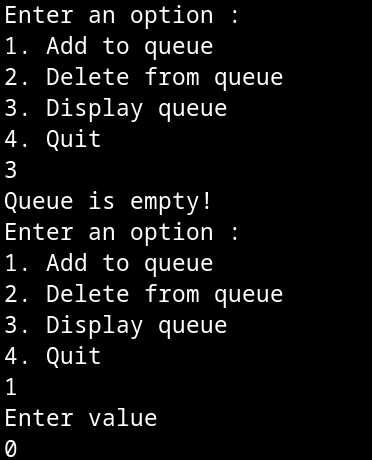 Enter an option :
1. Add to queue
2. Delete from queue
3. Display queue
4. Quit
3
Queue is empty!
Enter an option :
1. Add to queue
2. Delete from queue
3. Display queue
4. Quit
1
Enter value
0